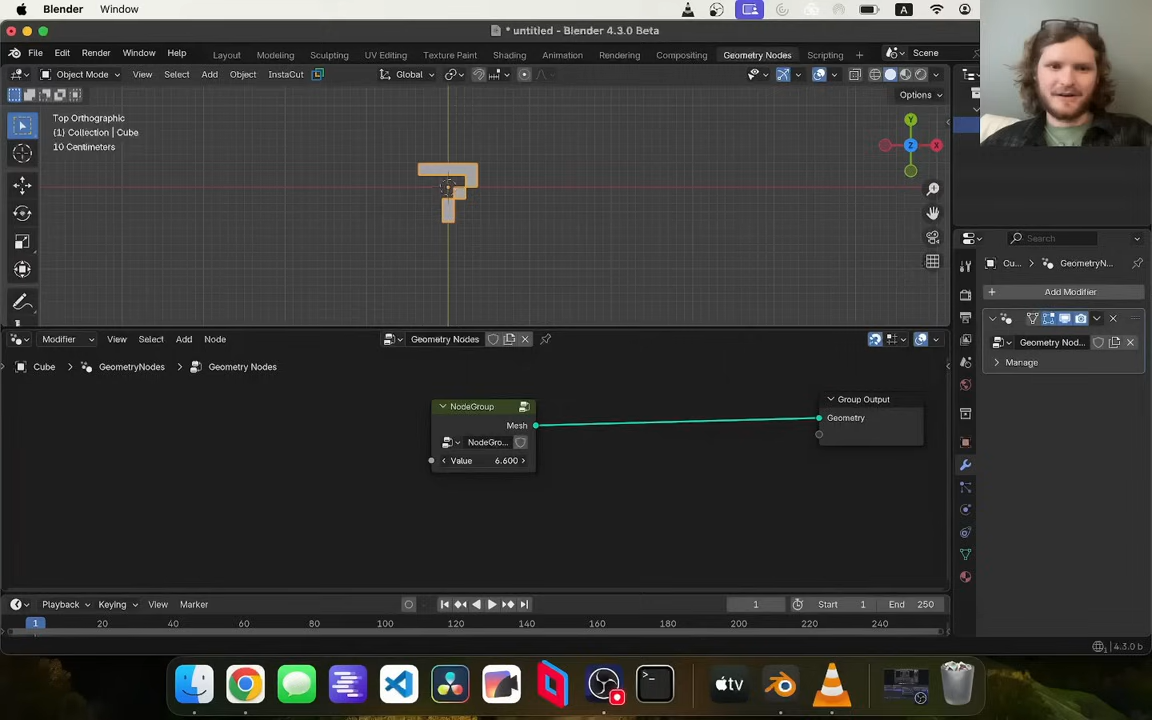 Blender Window
* untitled - Blender 4.3.0 Beta
File Edit Render Window Help Layout Modeling Sculpting UV Editing Texture Paint Shading Animation Rendering Compositing Geometry Nodes Scripting + Scene
Object Mode View Select Add Object InstaCut Global
Options
Top Orthographic
(1) Collection | Cube
10 Centimeters
Y
Z
X
Search
Cu... GeometryN...
Add Modifier
Geometry Nod...
Manage
Modifier View Select Add Node Geometry Nodes
Cube GeometryNodes Geometry Nodes
NodeGroup
Mesh
NodeGro...
Value 6.600
Group Output
Geometry
Playback Keying View Marker 1 Start 1 End 250
1 20 40 60 80 100 120 140 160 180 200 220 240
4.3.0 b
tv